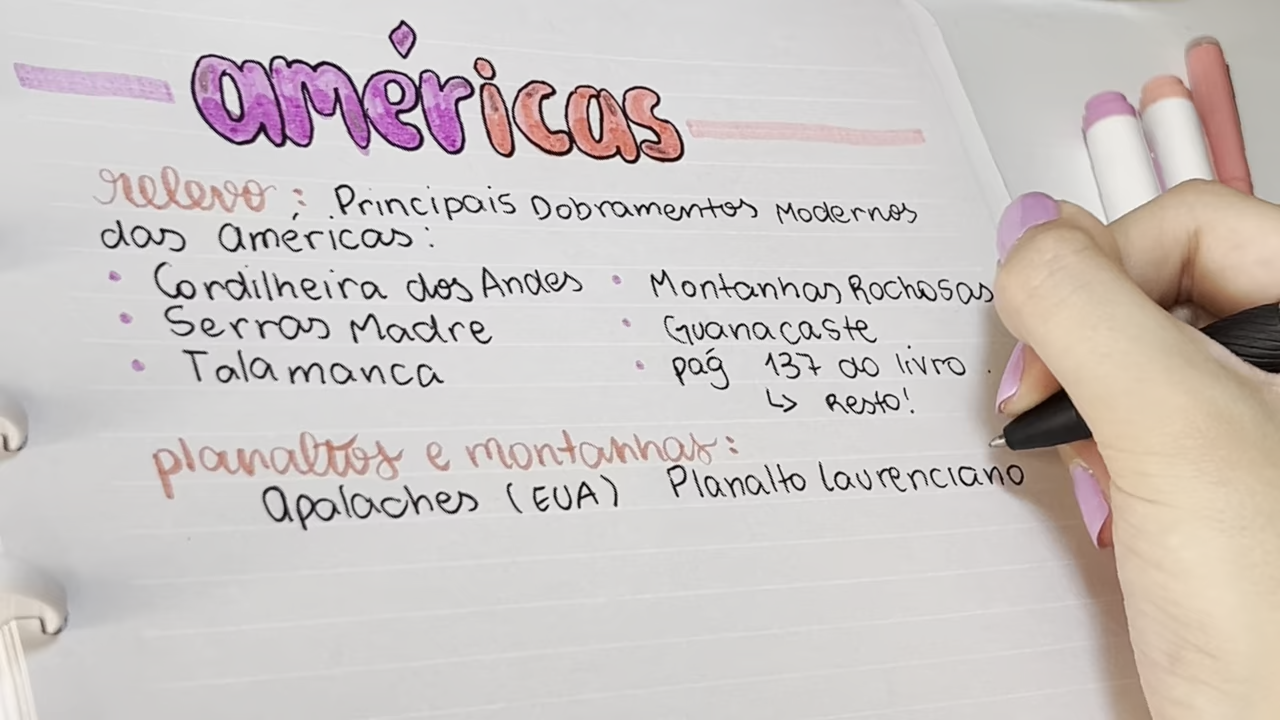 américas
relevo: Principais Dobramentos Modernos
das américas:
• Cordilheira dos Andes • Montanhas Rochosas
• Serras Madre • Guanacaste
• Talamanca • pág 137 do livro.
↳ Resto!
planaltos e montanhas:
Apalaches (EUA) Planalto Laurenciano